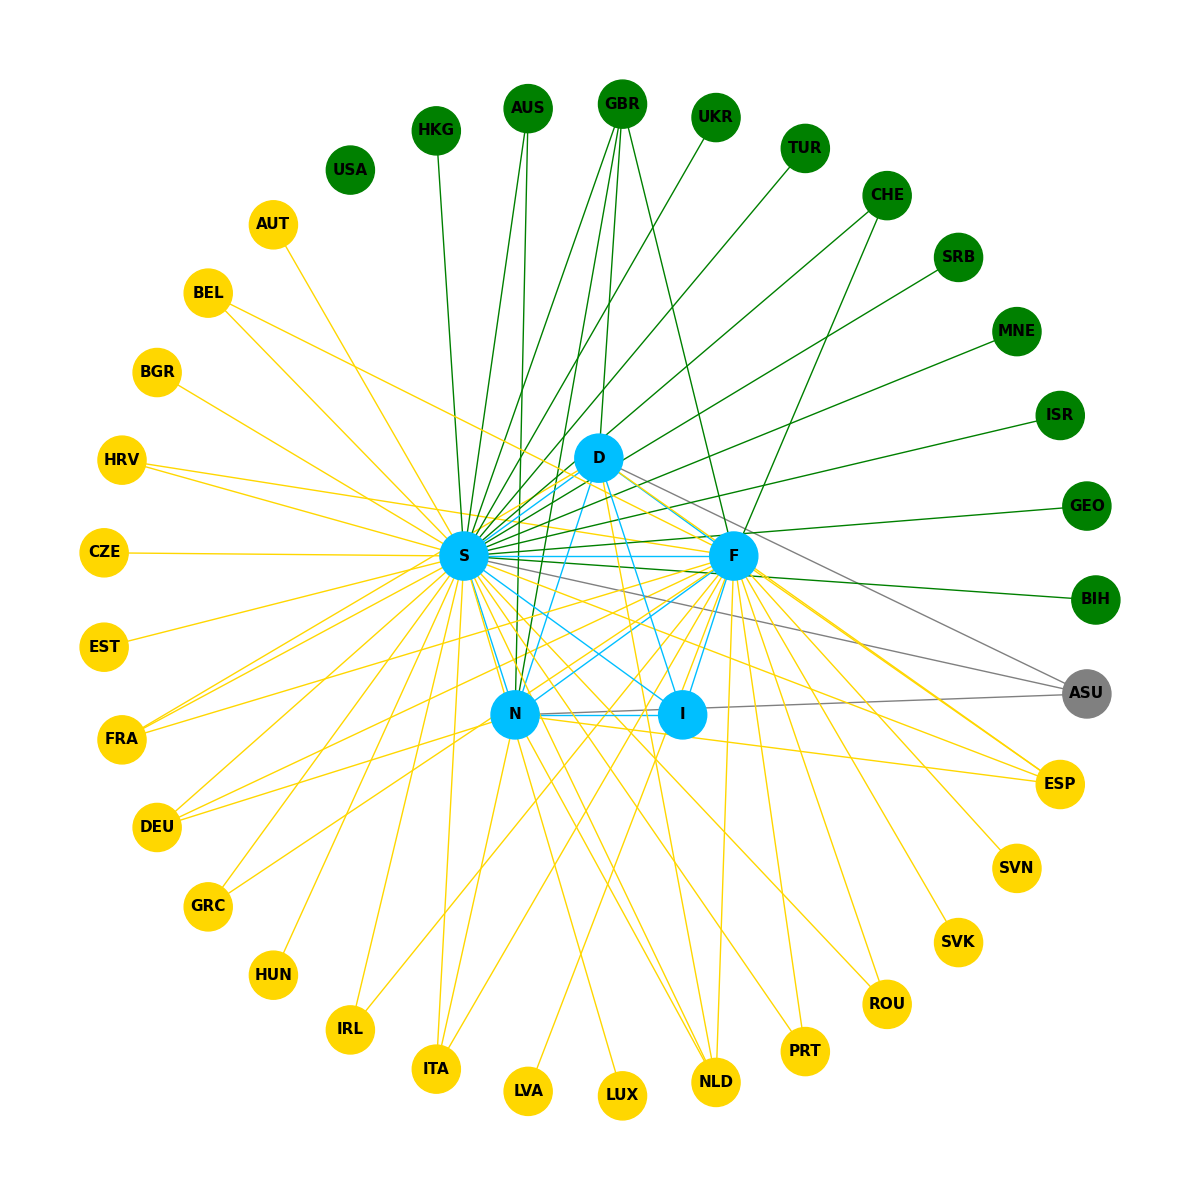 GBR
AUS
UKR
HKG
TUR
USA
CHE
AUT
SRB
BEL
MNE
BGR
ISR
D
HRV
GEO
CZE
S
F
BIH
EST
ASU
N
I
FRA
ESP
DEU
SVN
GRC
SVK
HUN
ROU
IRL
PRT
ITA
NLD
LVA
LUX